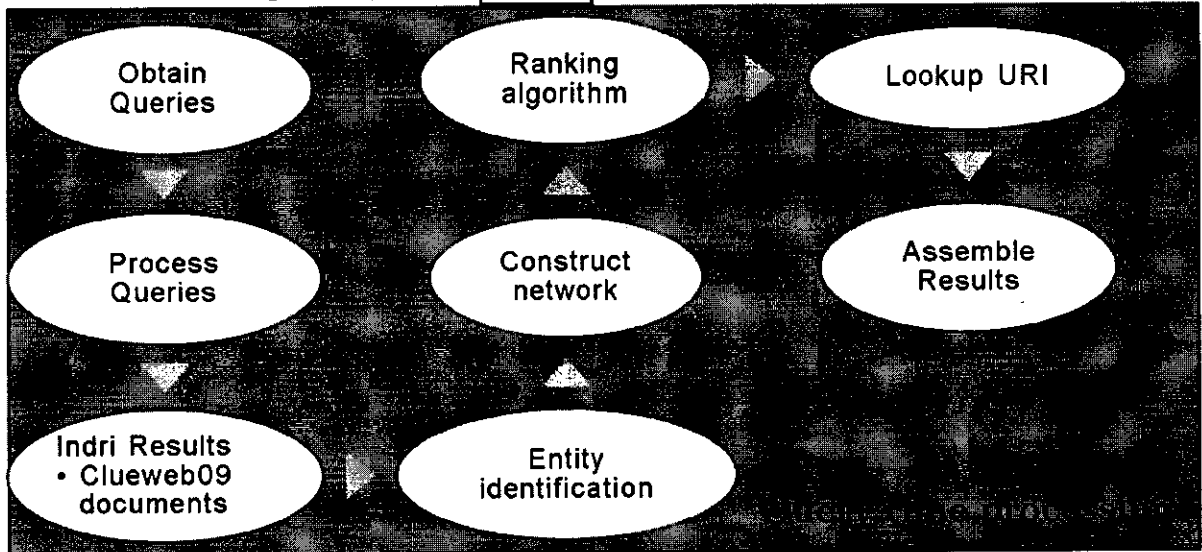 Obtain
Queries
Process
Queries
Indri Results
• Clueweb09
documents
Entity
identification
Construct
network
Ranking
algorithm
Lookup URI
Assemble
Results